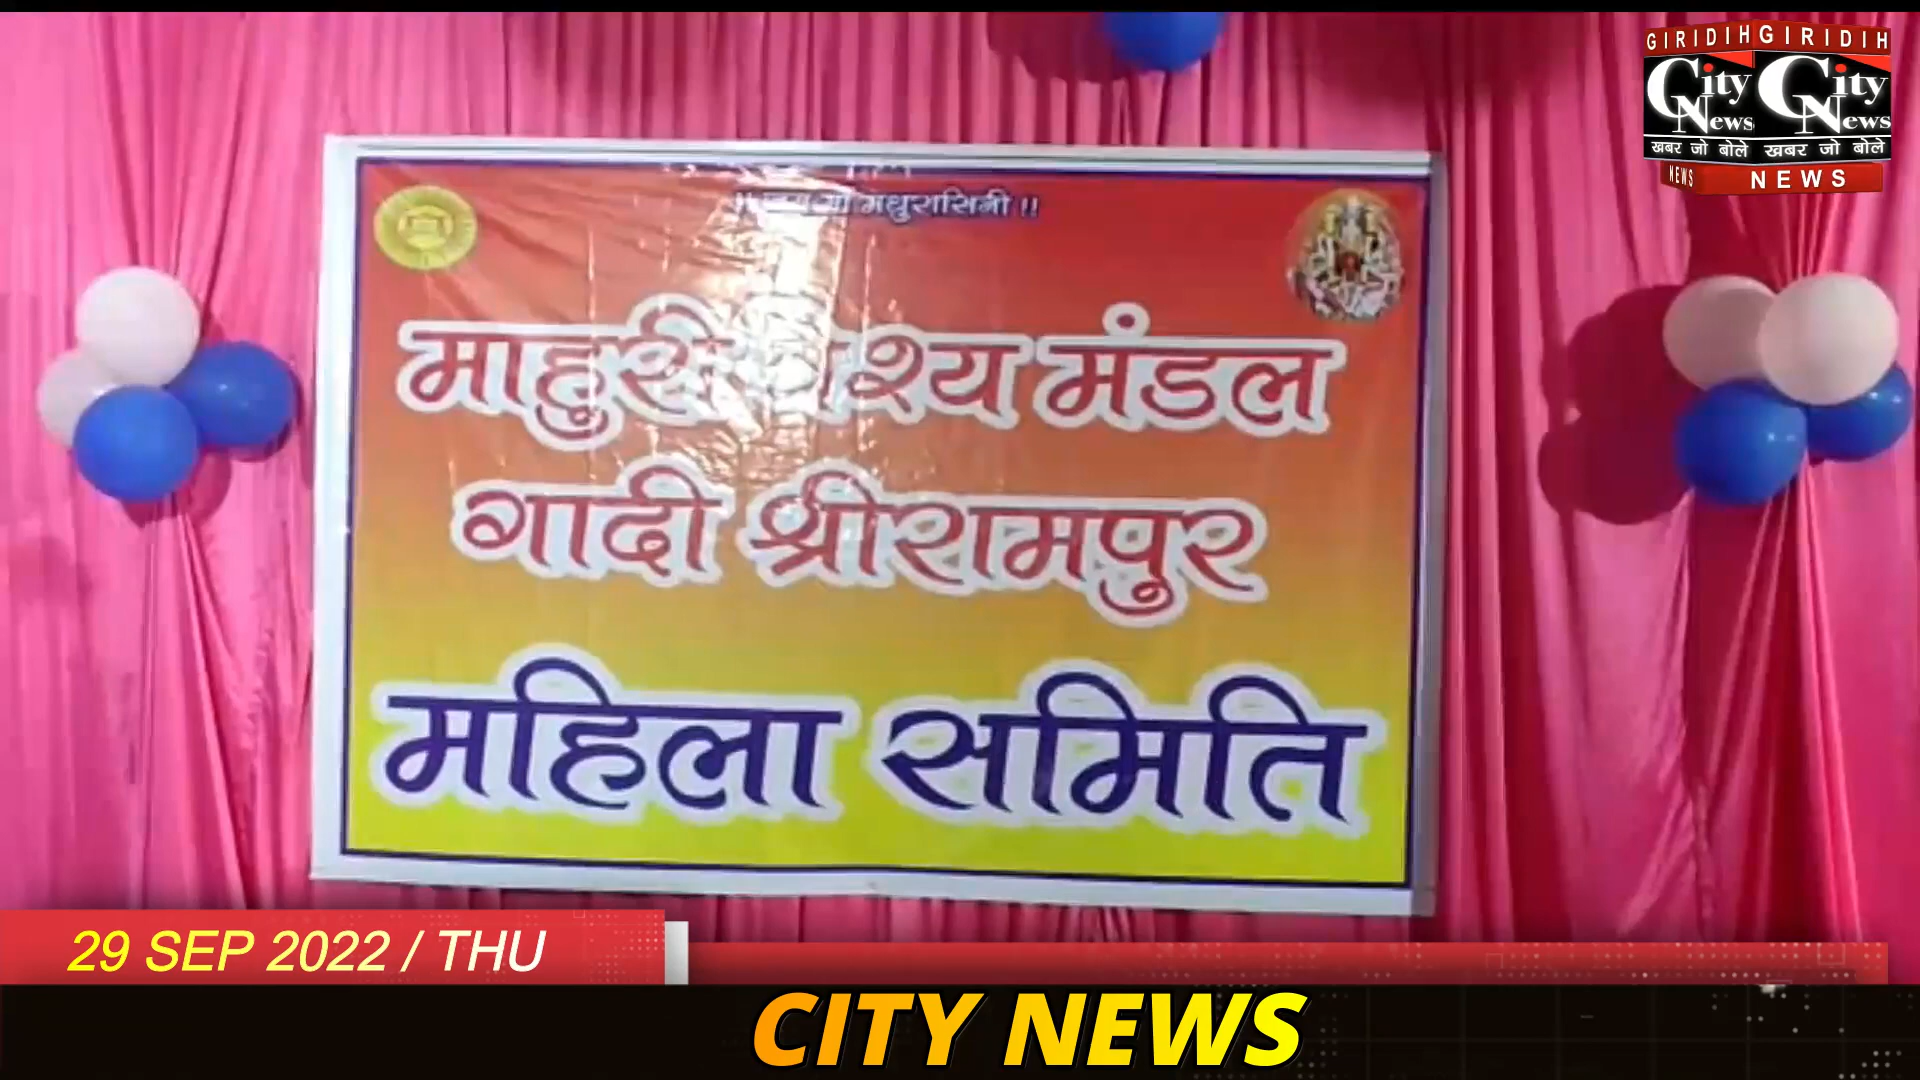 GIRIDIH GIRIDIH
City News City News
खबर जो बोले खबर जो बोले
NEWS NEWS
मधुरासिनी !!
माहुरी वैश्य मंडल
गादी श्रीरामपुर
महिला समिति
29 SEP 2022 / THU
CITY NEWS